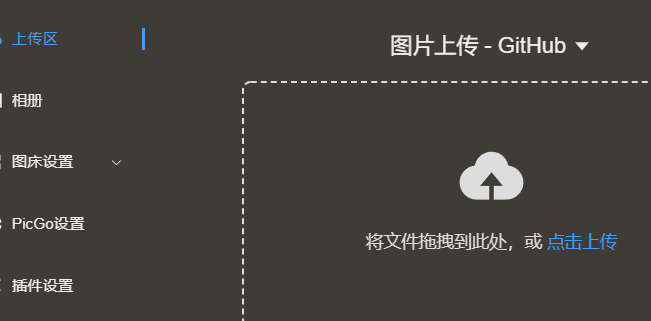 上传区
相册
图床设置
PicGo设置
插件设置
图片上传 - GitHub
将文件拖拽到此处，或 点击上传